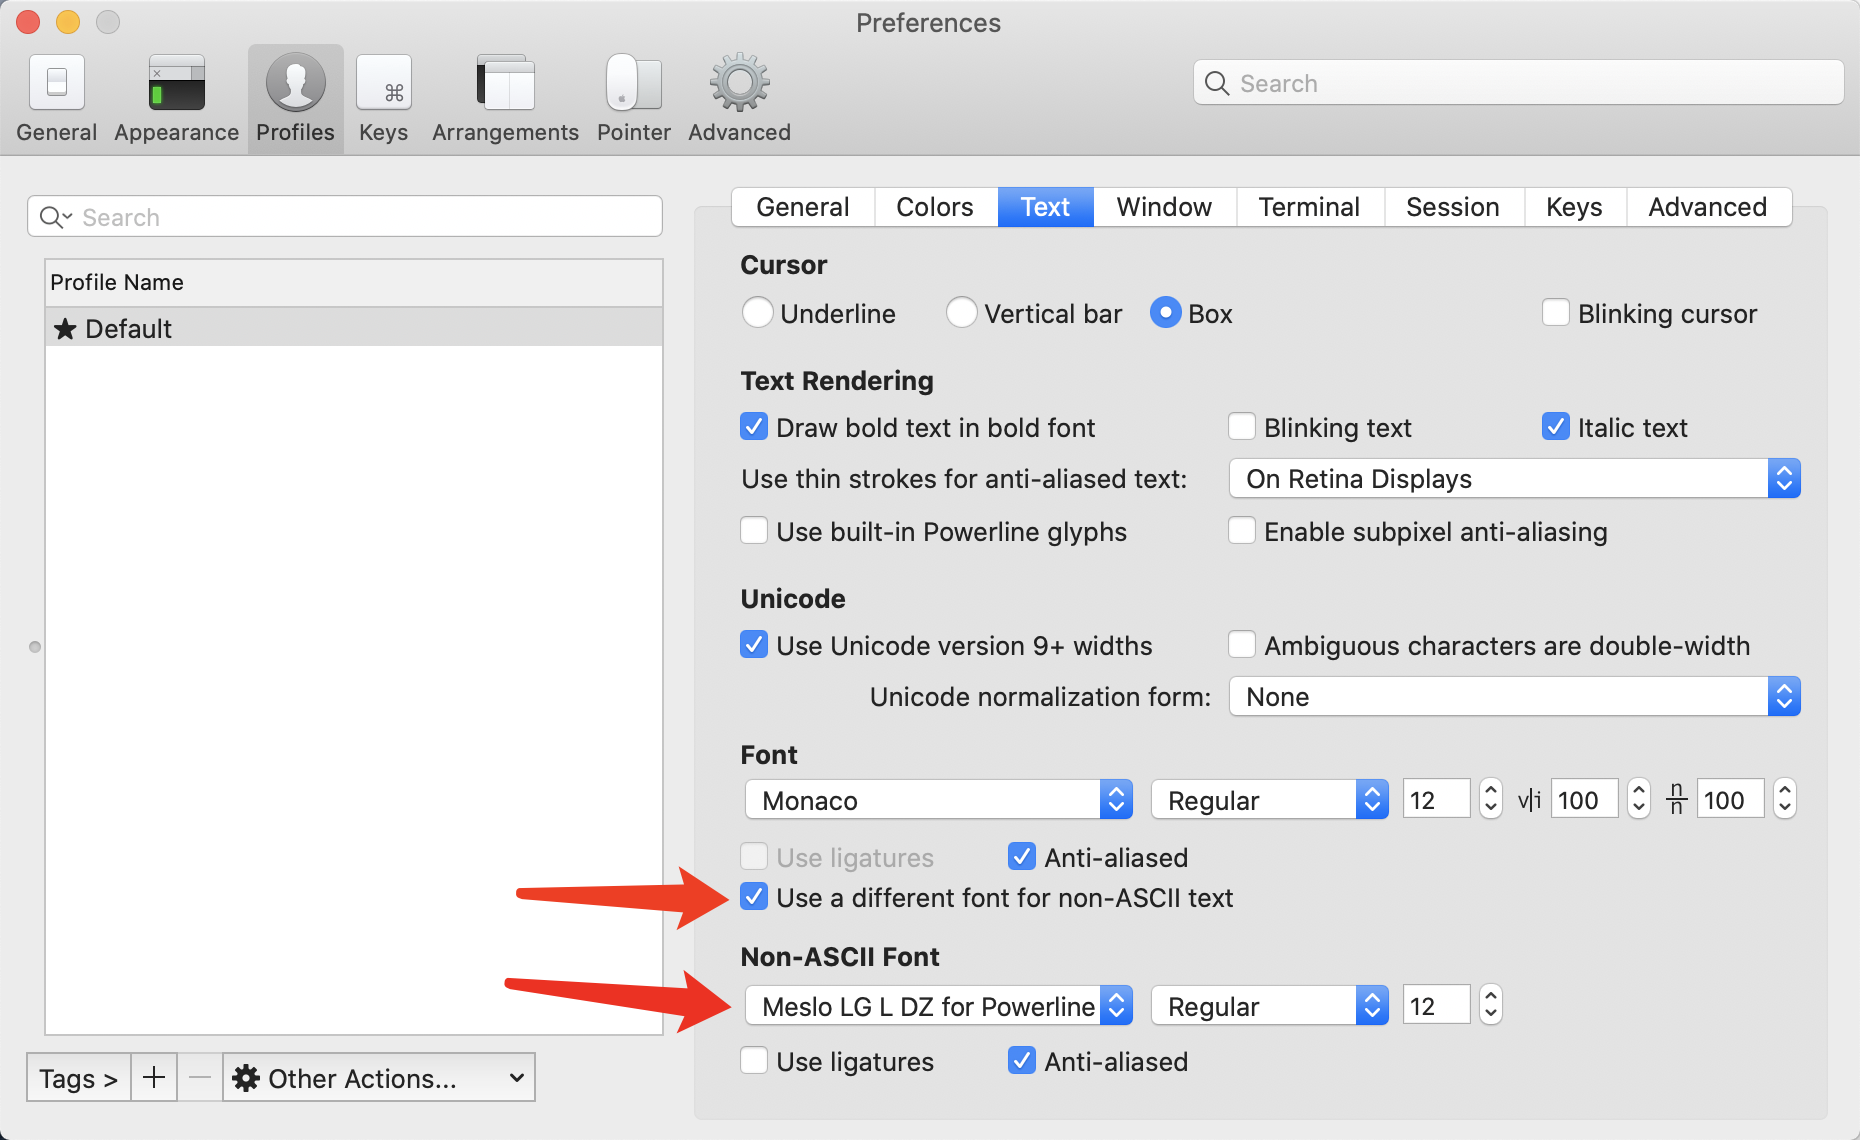 Preferences
General Appearance Profiles Keys Arrangements Pointer Advanced
Search
Search
Profile Name
★ Default
Tags > + − Other Actions...
General Colors Text Window Terminal Session Keys Advanced
Cursor
Underline Vertical bar Box Blinking cursor
Text Rendering
Draw bold text in bold font Blinking text Italic text
Use thin strokes for anti-aliased text: On Retina Displays
Use built-in Powerline glyphs Enable subpixel anti-aliasing
Unicode
Use Unicode version 9+ widths Ambiguous characters are double-width
Unicode normalization form: None
Font
Monaco Regular 12 v|i 100 n/n 100
Use ligatures Anti-aliased
Use a different font for non-ASCII text
Non-ASCII Font
Meslo LG L DZ for Powerline Regular 12
Use ligatures Anti-aliased